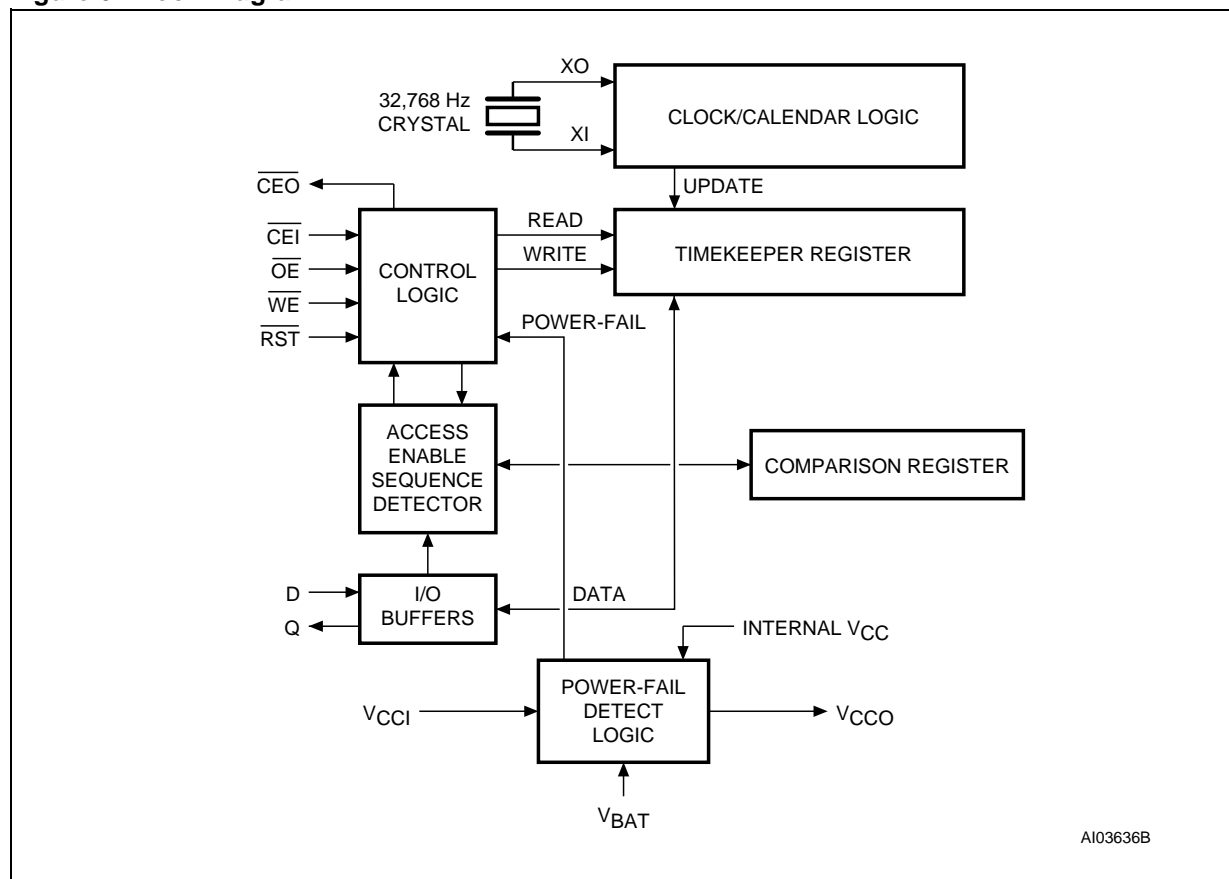 XO
32,768 Hz
CRYSTAL
XI
CLOCK/CALENDAR LOGIC
UPDATE
CEO
CEI
OE
WE
RST
CONTROL
LOGIC
READ
WRITE
TIMEKEEPER REGISTER
POWER-FAIL
ACCESS
ENABLE
SEQUENCE
DETECTOR
COMPARISON REGISTER
D
Q
I/O
BUFFERS
DATA
INTERNAL VCC
VCCI
POWER-FAIL
DETECT
LOGIC
VCCO
VBAT
AI03636B